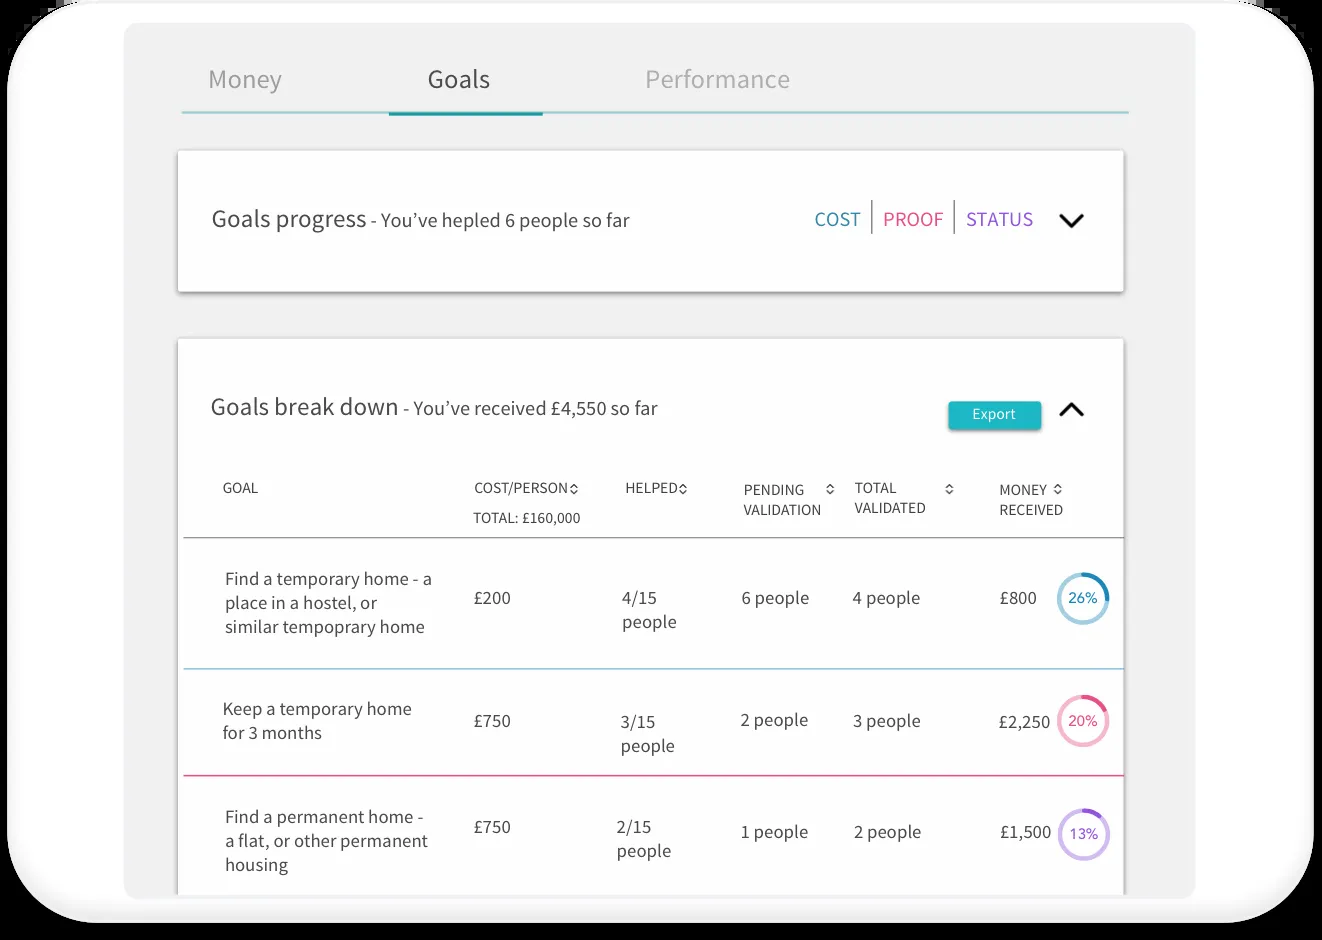 Money Goals Performance
Goals progress - You’ve hepled 6 people so far COST PROOF STATUS
Goals break down - You’ve received £4,550 so far Export
GOAL COST/PERSON HELPED PENDING TOTAL MONEY
TOTAL: £160,000 VALIDATION VALIDATED RECEIVED
Find a temporary home - a
place in a hostel, or £200 4/15 6 people 4 people £800 26%
similar tempoprary home people
Keep a temporary home £750 3/15 2 people 3 people £2,250 20%
for 3 months people
Find a permanent home -
a flat, or other permanent £750 2/15 1 people 2 people £1,500 13%
housing people